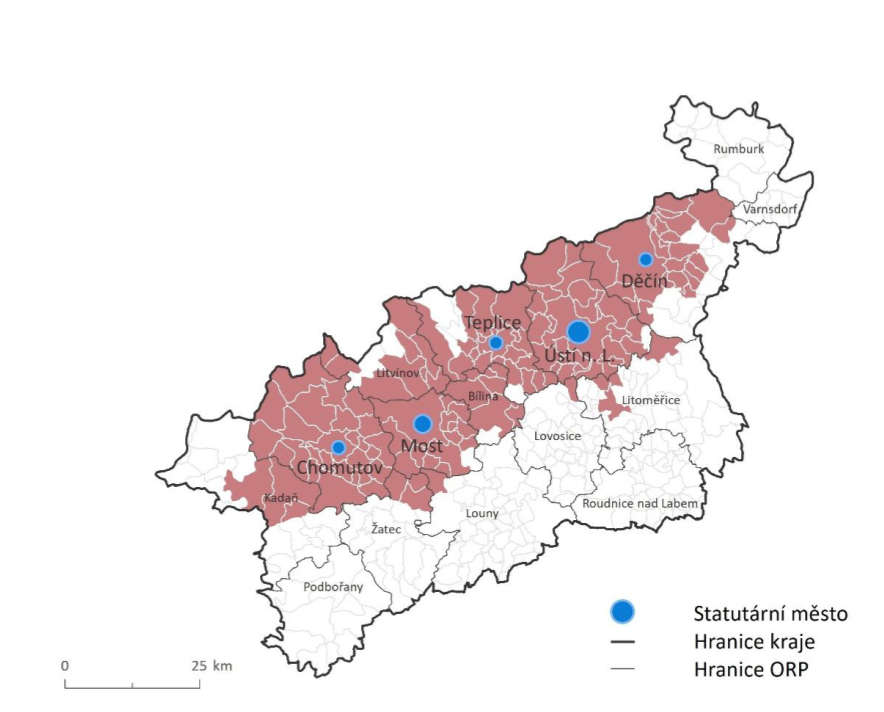 Rumburk
Varnsdorf
Děčín
Teplice
Ústí n. L.
Litvínov
Bílina
Litoměřice
Lovosice
Most
Chomutov
Kadaň
Roudnice nad Labem
Louny
Žatec
Podbořany
Statutární město
Hranice kraje
Hranice ORP
0 25 km